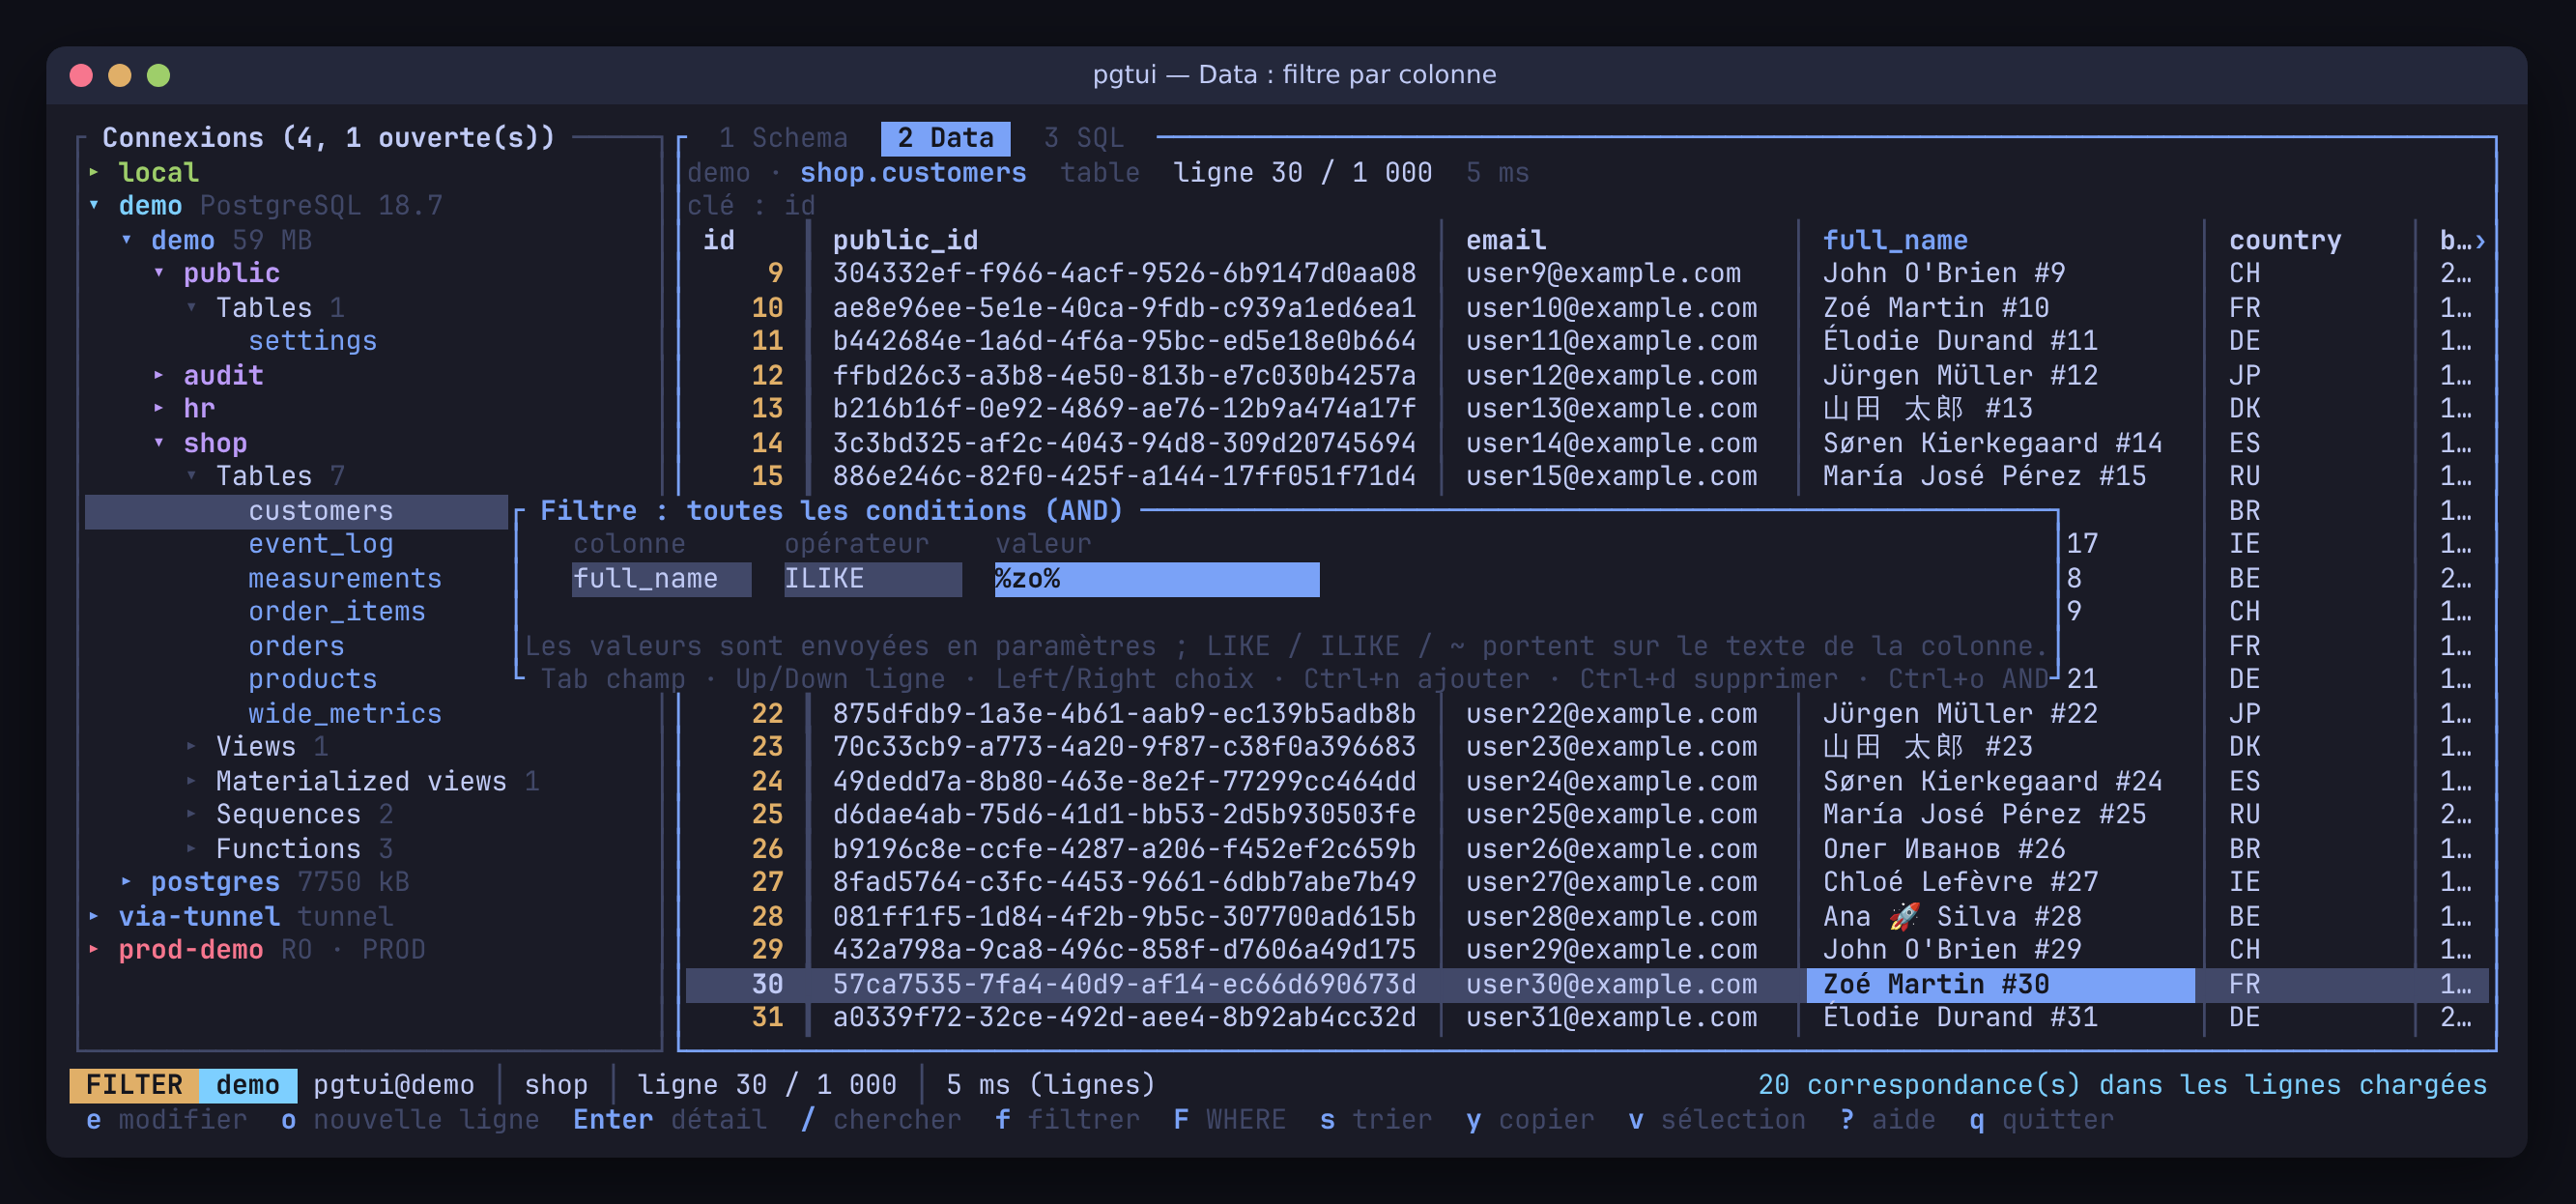 pgtui — Data : filtre par colonne
Connexions (4, 1 ouverte(s))
▸ local
▾ demo PostgreSQL 18.7
▾ demo 59 MB
▾ public
▾ Tables 1
settings
▸ audit
▸ hr
▾ shop
▾ Tables 7
customers
event_log
measurements
order_items
orders
products
wide_metrics
▸ Views 1
▸ Materialized views 1
▸ Sequences 2
▸ Functions 3
▸ postgres 7750 kB
▸ via-tunnel tunnel
▸ prod-demo RO · PROD
1 Schema 2 Data 3 SQL
demo · shop.customers table ligne 30 / 1 000 5 ms
clé : id
id public_id email full_name country b…›
9 304332ef-f966-4acf-9526-6b9147d0aa08 user9@example.com John O'Brien #9 CH 2…
10 ae8e96ee-5e1e-40ca-9fdb-c939a1ed6ea1 user10@example.com Zoé Martin #10 FR 1…
11 b442684e-1a6d-4f6a-95bc-ed5e18e0b664 user11@example.com Élodie Durand #11 DE 1…
12 ffbd26c3-a3b8-4e50-813b-e7c030b4257a user12@example.com Jürgen Müller #12 JP 1…
13 b216b16f-0e92-4869-ae76-12b9a474a17f user13@example.com 山田 太郎 #13 DK 1…
14 3c3bd325-af2c-4043-94d8-309d20745694 user14@example.com Søren Kierkegaard #14 ES 1…
15 886e246c-82f0-425f-a144-17ff051f71d4 user15@example.com María José Pérez #15 RU 1…
BR 1…
17 IE 1…
8 BE 2…
9 CH 1…
FR 1…
21 DE 1…
Filtre : toutes les conditions (AND)
colonne opérateur valeur
full_name ILIKE %zo%
Les valeurs sont envoyées en paramètres ; LIKE / ILIKE / ~ portent sur le texte de la colonne.
Tab champ · Up/Down ligne · Left/Right choix · Ctrl+n ajouter · Ctrl+d supprimer · Ctrl+o AND
22 875dfdb9-1a3e-4b61-aab9-ec139b5adb8b user22@example.com Jürgen Müller #22 JP 1…
23 70c33cb9-a773-4a20-9f87-c38f0a396683 user23@example.com 山田 太郎 #23 DK 1…
24 49dedd7a-8b80-463e-8e2f-77299cc464dd user24@example.com Søren Kierkegaard #24 ES 1…
25 d6dae4ab-75d6-41d1-bb53-2d5b930503fe user25@example.com María José Pérez #25 RU 2…
26 b9196c8e-ccfe-4287-a206-f452ef2c659b user26@example.com Олег Иванов #26 BR 1…
27 8fad5764-c3fc-4453-9661-6dbb7abe7b49 user27@example.com Chloé Lefèvre #27 IE 1…
28 081ff1f5-1d84-4f2b-9b5c-307700ad615b user28@example.com Ana 🚀 Silva #28 BE 1…
29 432a798a-9ca8-496c-858f-d7606a49d175 user29@example.com John O'Brien #29 CH 1…
30 57ca7535-7fa4-40d9-af14-ec66d690673d user30@example.com Zoé Martin #30 FR 1…
31 a0339f72-32ce-492d-aee4-8b92ab4cc32d user31@example.com Élodie Durand #31 DE 2…
FILTER demo pgtui@demo │ shop │ ligne 30 / 1 000 │ 5 ms (lignes) 20 correspondance(s) dans les lignes chargées
e modifier o nouvelle ligne Enter détail / chercher f filtrer F WHERE s trier y copier v sélection ? aide q quitter